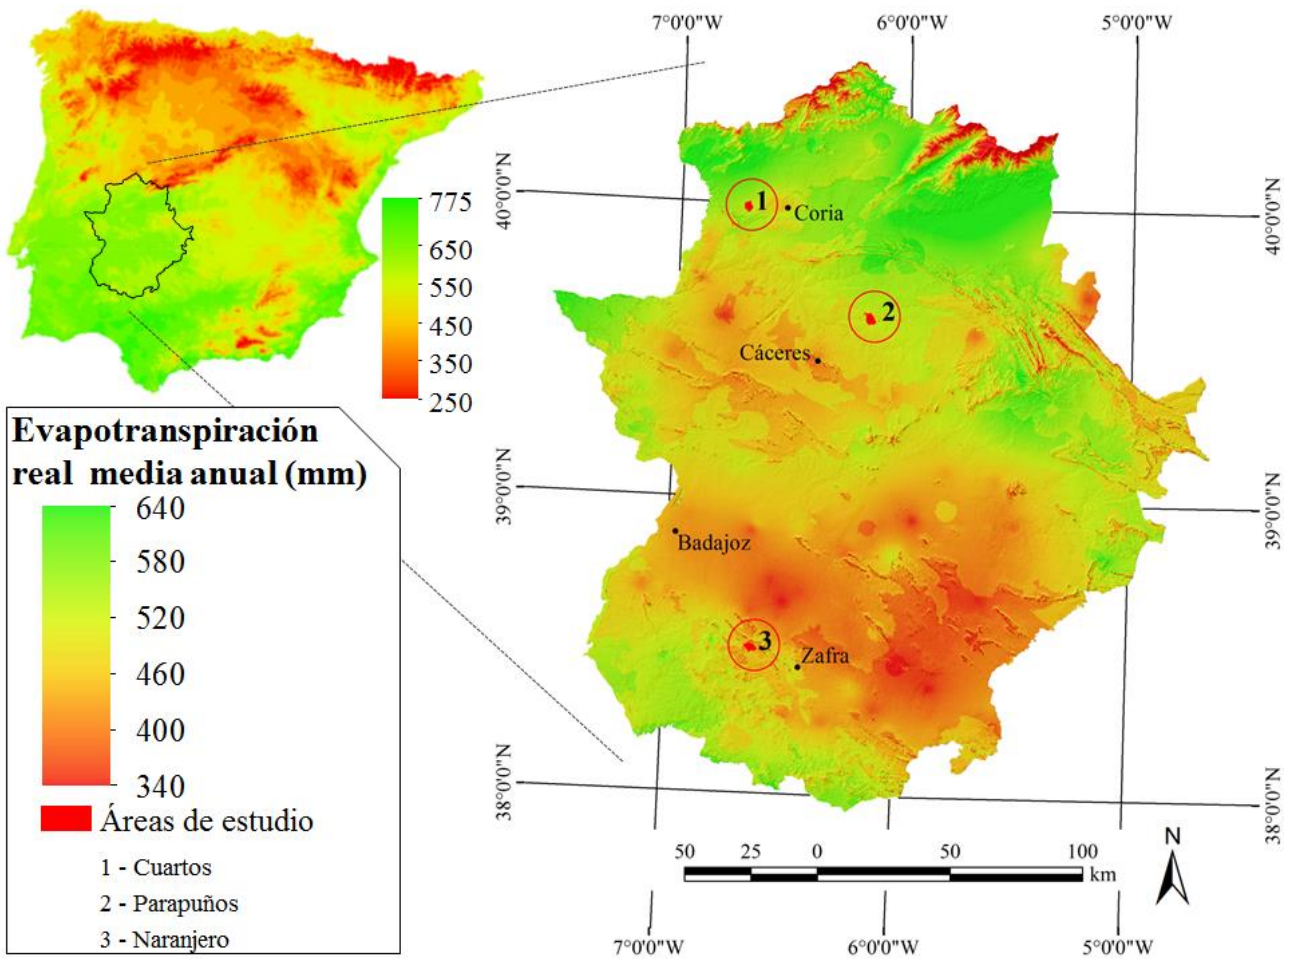 7°0'0"W
6°0'0"W
5°0'0"W
40°0'0"N
40°0'0"N
1
Coria
775
650
550
450
350
250
2
Cáceres
Evapotranspiración
real media anual (mm)
640
580
520
460
400
340
39°0'0"N
39°0'0"N
Badajoz
3
Zafra
38°0'0"N
38°0'0"N
Áreas de estudio
1 - Cuartos
2 - Parapuños
3 - Naranjero
50 25 0 50 100
km
N
7°0'0"W
6°0'0"W
5°0'0"W